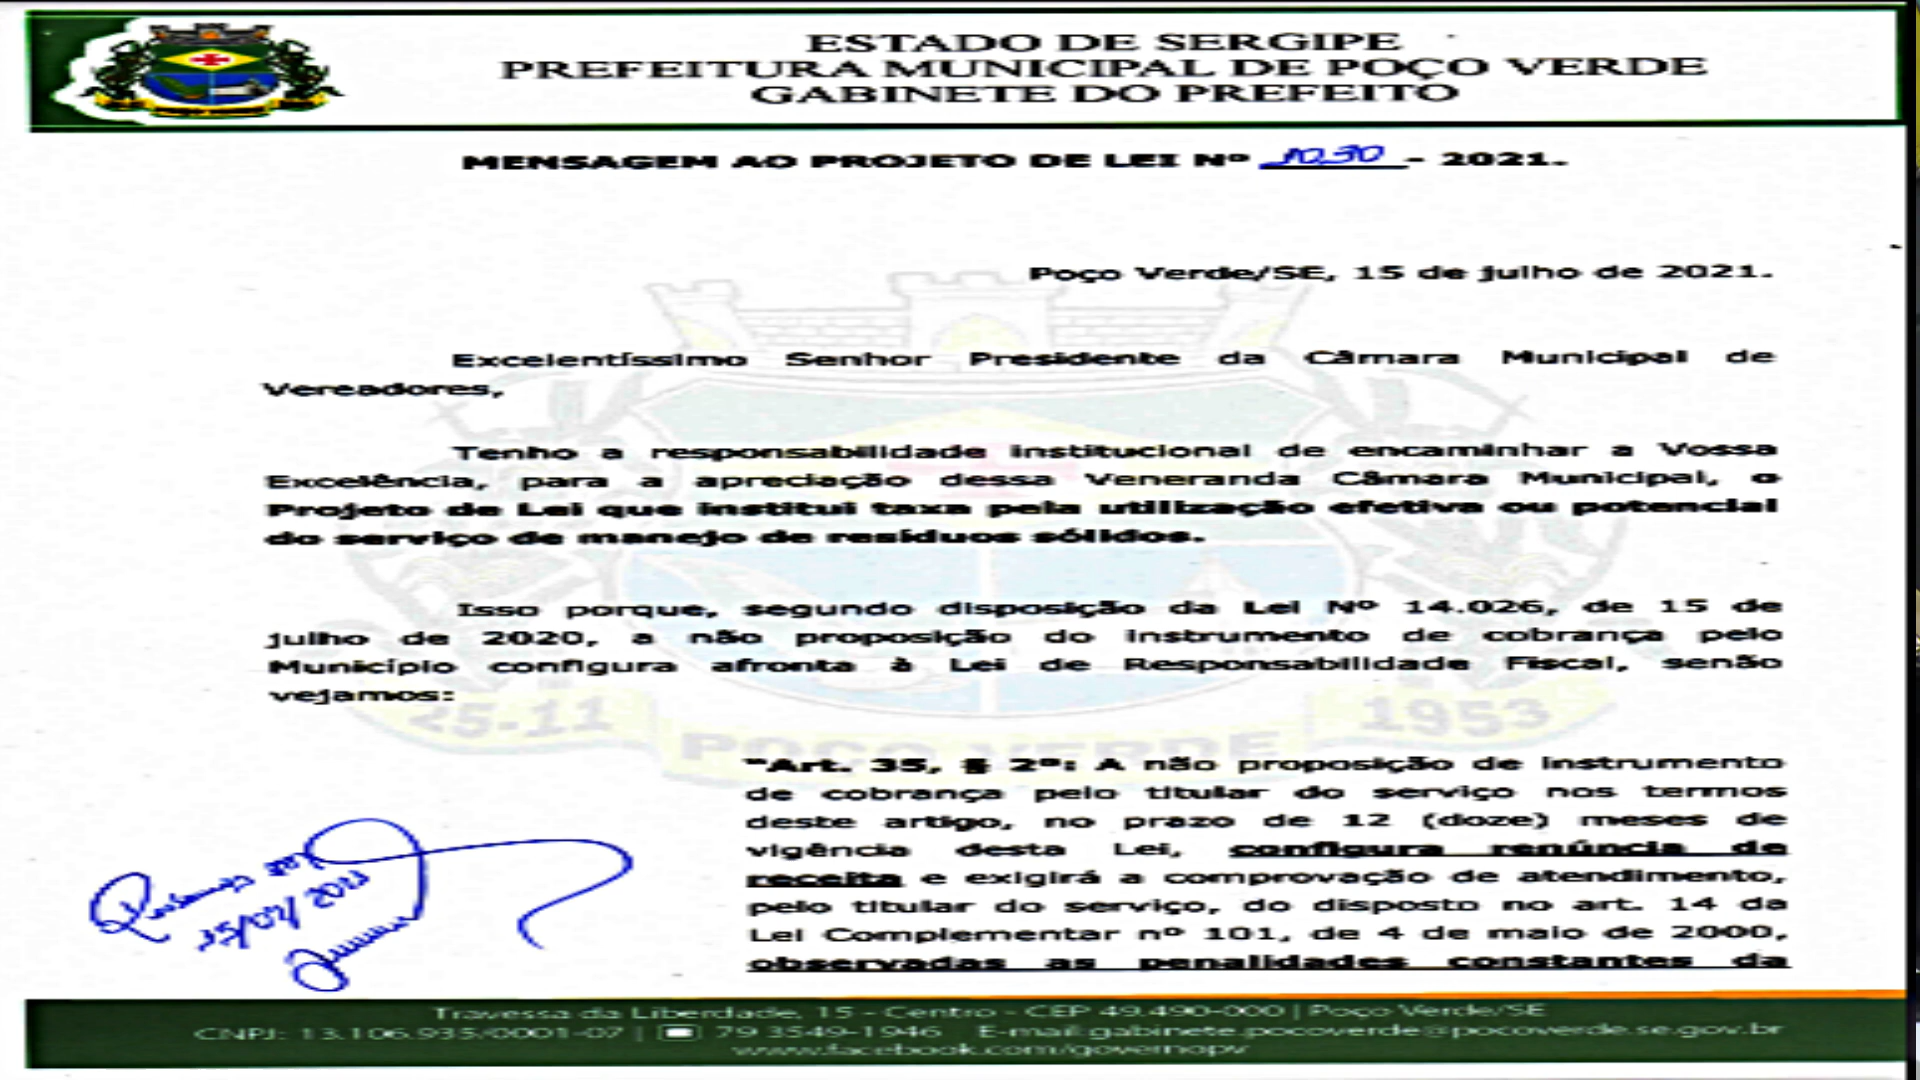 ESTADO DE SERGIPE
PREFEITURA MUNICIPAL DE POÇO VERDE
GABINETE DO PREFEITO
MENSAGEM AO PROJETO DE LEI Nº 1030 - 2021.
Poço Verde/SE, 15 de julho de 2021.
Excelentíssimo Senhor Presidente da Câmara Municipal de
Vereadores,
Tenho a responsabilidade institucional de encaminhar a Vossa
Excelência, para a apreciação dessa Veneranda Câmara Municipal, o
Projeto de Lei que institui taxa pela utilização efetiva ou potencial
do serviço de manejo de resíduos sólidos.
Isso porque, segundo disposição da Lei Nº 14.026, de 15 de
julho de 2020, a não proposição do instrumento de cobrança pelo
Município configura afronta à Lei de Responsabilidade Fiscal, senão
vejamos:
25-11 1953
POÇO VERDE
"Art. 35, § 2º: A não proposição de instrumento
de cobrança pelo titular do serviço nos termos
deste artigo, no prazo de 12 (doze) meses de
vigência desta Lei, configura renúncia de
receita e exigirá a comprovação de atendimento,
pelo titular do serviço, do disposto no art. 14 da
Lei Complementar nº 101, de 4 de maio de 2000,
observadas as penalidades constantes da
15/07/2021
Travessa da Liberdade, 15 - Centro - CEP 49.490-000 | Poço Verde/SE
CNPJ: 13.106.935/0001-07 | 79 3549-1946 E-mail:gabinete.pocoverde@pocoverde.se.gov.br
www.facebook.com/governopv